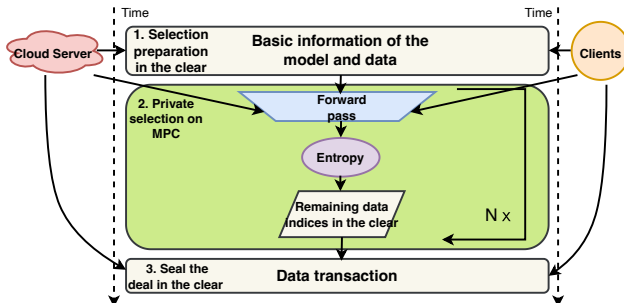 Time
Time
1. Selection
preparation
in the clear
Basic information of the
model and data
Cloud Server
Clients
2. Private
selection on
MPC
Forward
pass
Entropy
Remaining data
indices in the clear
N x
3. Seal the
deal in the clear
Data transaction